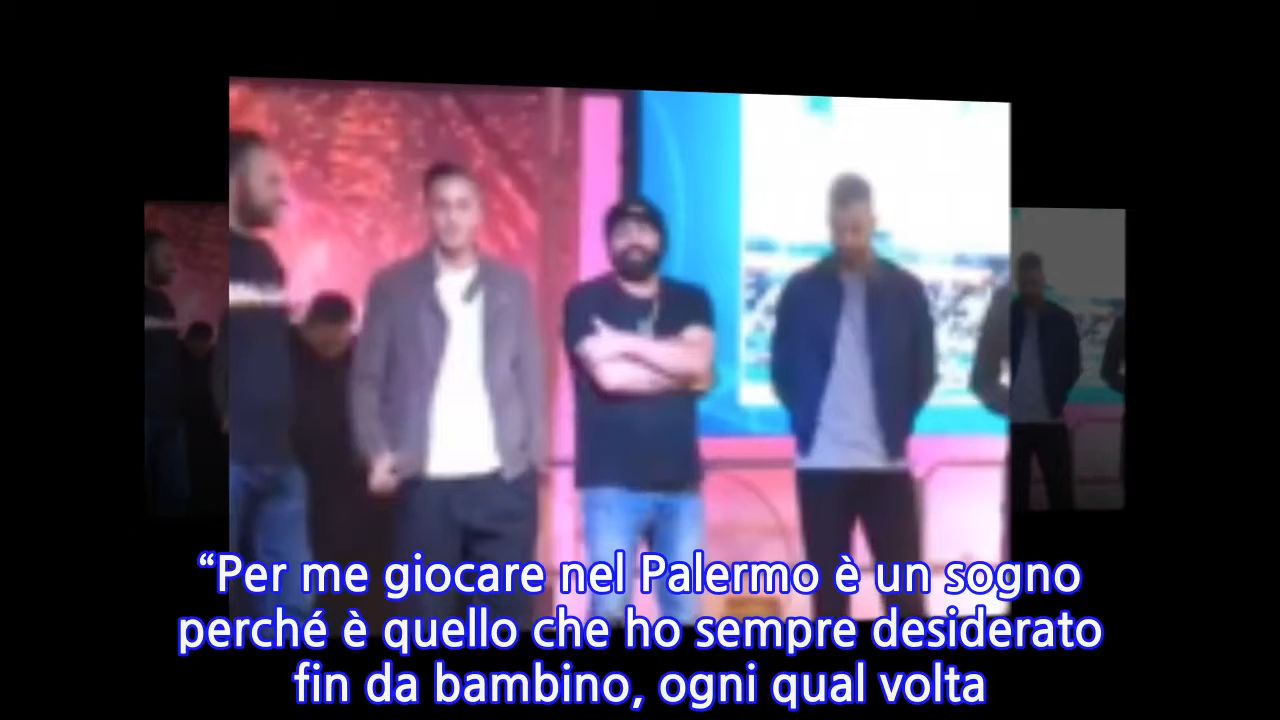 “Per me giocare nel Palermo è un sogno
perché è quello che ho sempre desiderato
fin da bambino, ogni qual volta